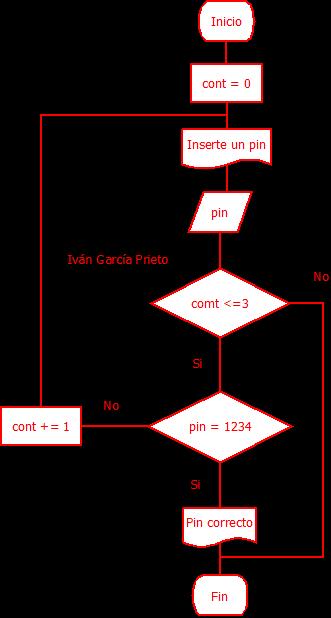 Inicio
cont = 0
Inserte un pin
pin
Iván García Prieto
No
comt <=3
Si
No
cont += 1
pin = 1234
Si
Pin correcto
Fin